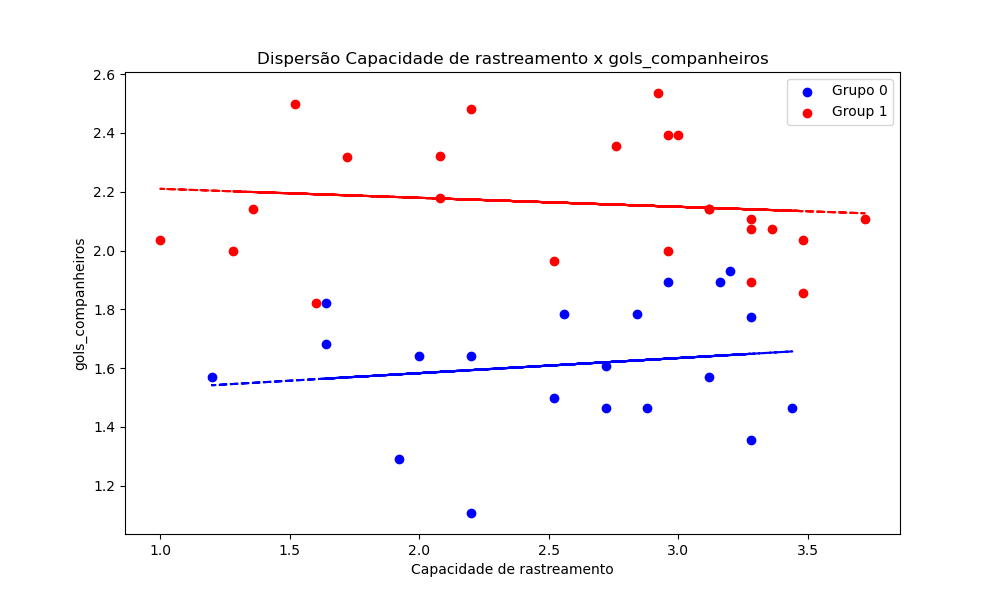 Dispersão Capacidade de rastreamento x gols_companheiros
Grupo 0
Group 1
gols_companheiros
2.6
2.4
2.2
2.0
1.8
1.6
1.4
1.2
1.0
1.5
2.0
2.5
3.0
3.5
Capacidade de rastreamento